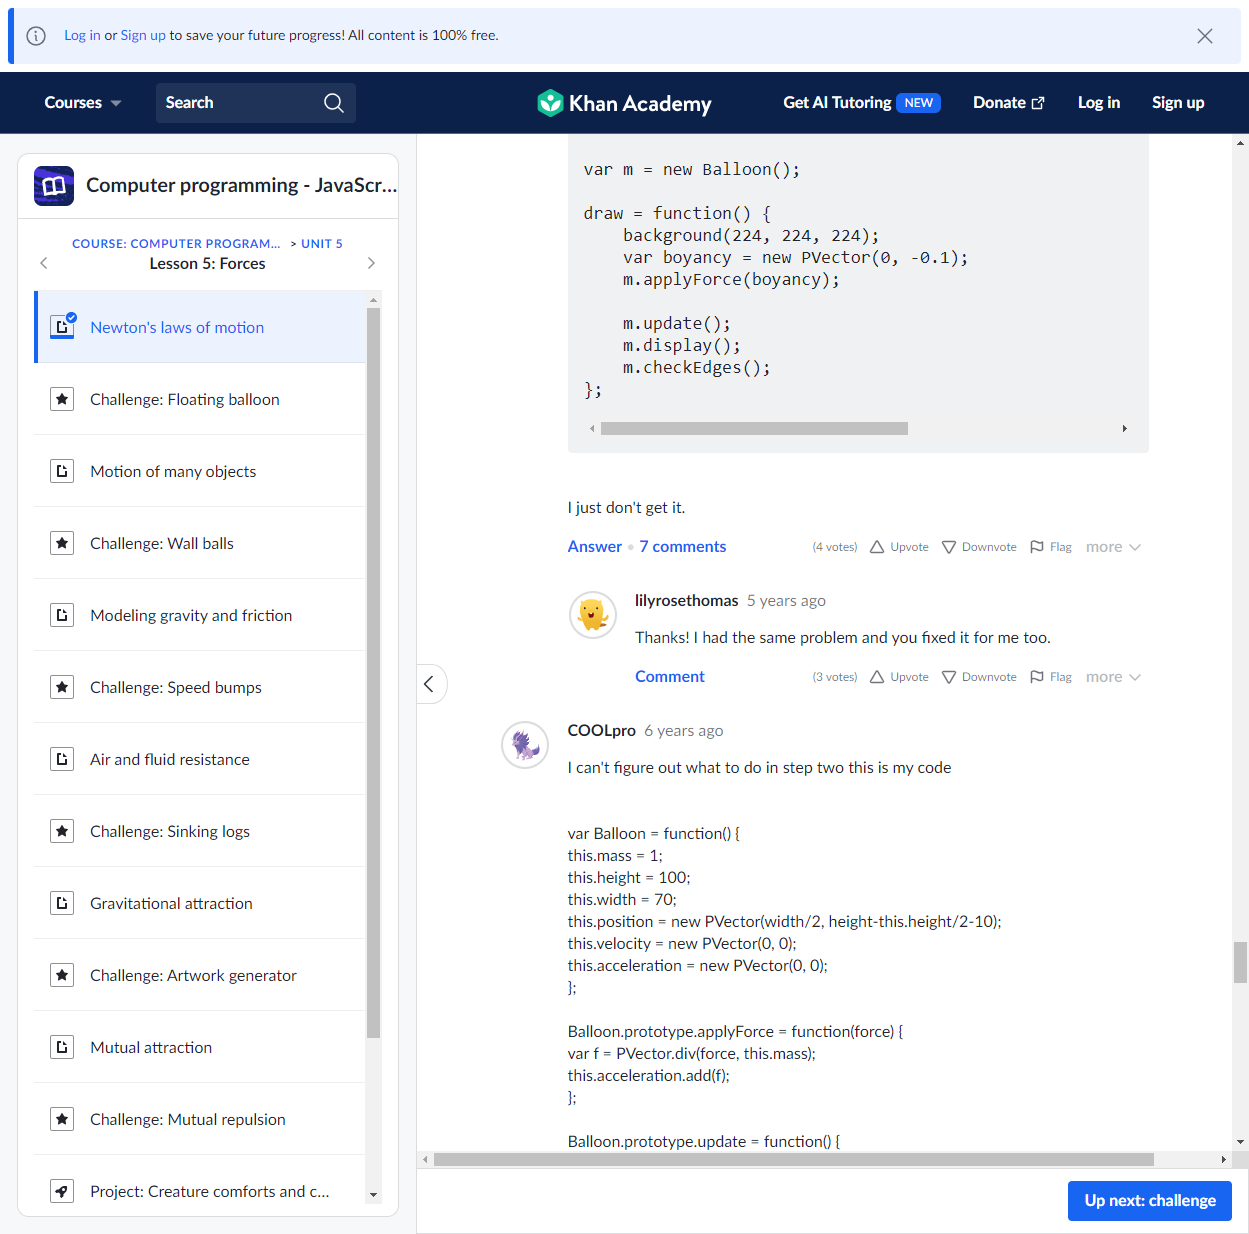 Log in or Sign up to save your future progress! All content is 100% free.
Courses
Search
Khan Academy
Get AI Tutoring NEW
Donate
Log in
Sign up
Computer programming - JavaScr...
COURSE: COMPUTER PROGRAM... > UNIT 5
Lesson 5: Forces
Newton's laws of motion
Challenge: Floating balloon
Motion of many objects
Challenge: Wall balls
Modeling gravity and friction
Challenge: Speed bumps
Air and fluid resistance
Challenge: Sinking logs
Gravitational attraction
Challenge: Artwork generator
Mutual attraction
Challenge: Mutual repulsion
Project: Creature comforts and c...
var m = new Balloon();
draw = function() {
background(224, 224, 224);
var boyancy = new PVector(0, -0.1);
m.applyForce(boyancy);
m.update();
m.display();
m.checkEdges();
};
I just don't get it.
Answer • 7 comments
(4 votes) Upvote Downvote Flag more
lilyrosethomas 5 years ago
Thanks! I had the same problem and you fixed it for me too.
Comment
(3 votes) Upvote Downvote Flag more
COOLpro 6 years ago
I can't figure out what to do in step two this is my code
var Balloon = function() {
this.mass = 1;
this.height = 100;
this.width = 70;
this.position = new PVector(width/2, height-this.height/2-10);
this.velocity = new PVector(0, 0);
this.acceleration = new PVector(0, 0);
};
Balloon.prototype.applyForce = function(force) {
var f = PVector.div(force, this.mass);
this.acceleration.add(f);
};
Balloon.prototype.update = function() {
Up next: challenge